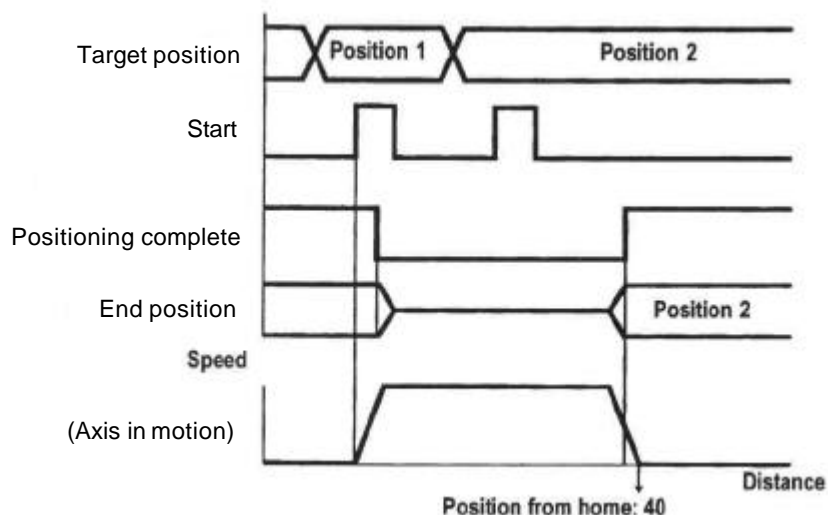 Target position
Position 1
Position 2
Start
Positioning complete
End position
Position 2
Speed
(Axis in motion)
Distance
Position from home: 40